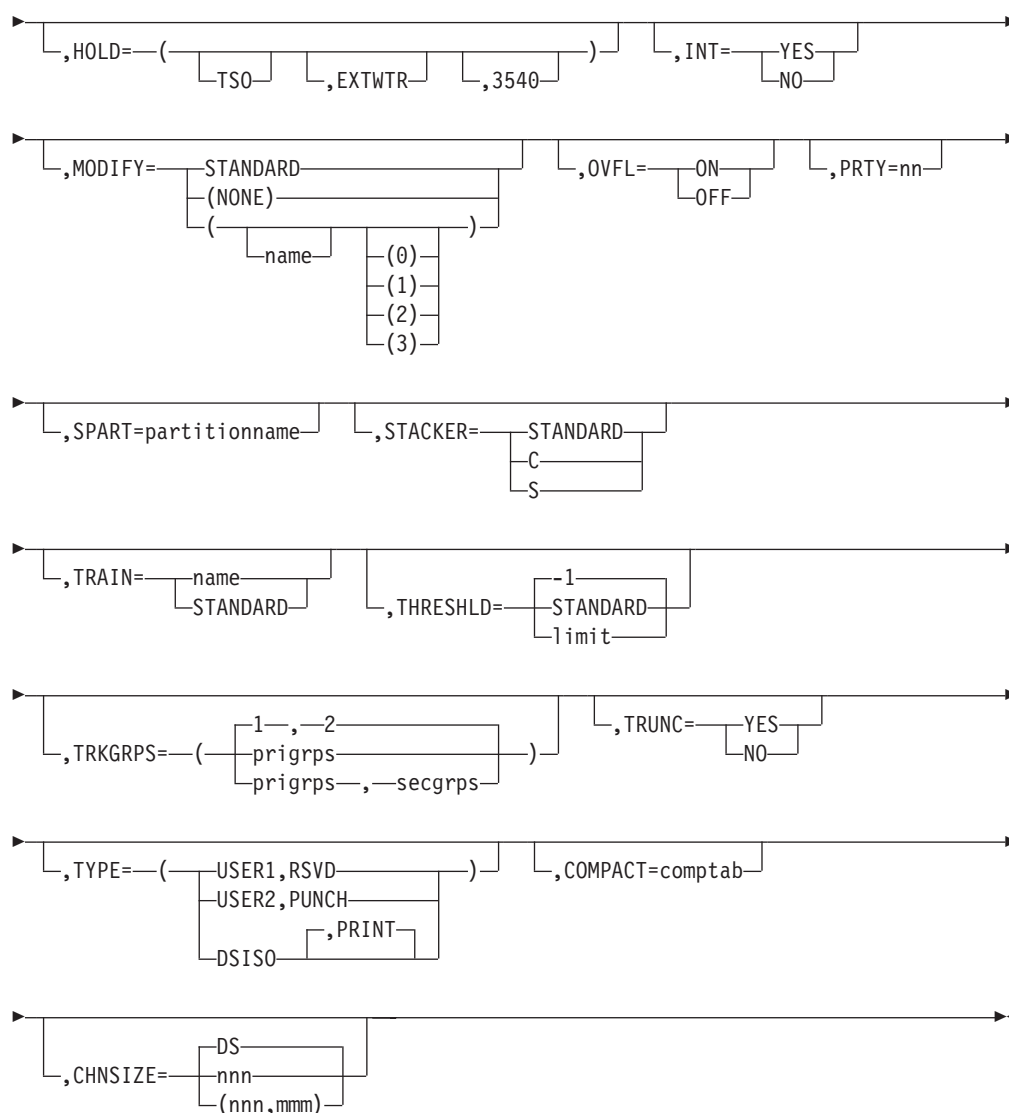 ,HOLD= ( TSO ,EXTWTR ,3540 ) ,INT= YES
NO
,MODIFY= STANDARD ,OVFL= ON ,PRTY=nn
(NONE) OFF
( name (0) )
(1)
(2)
(3)
,SPART=partitionname ,STACKER= STANDARD
C
S
,TRAIN= name -1
STANDARD ,THRESHLD= STANDARD
limit
1 , 2 ,TRUNC= YES
,TRKGRPS= ( prigrps ) NO
prigrps , secgrps
,TYPE= ( USER1,RSVD ) ,COMPACT=comptab
USER2,PUNCH
,PRINT
DSISO
DS
,CHNSIZE= nnn
(nnn,mmm)